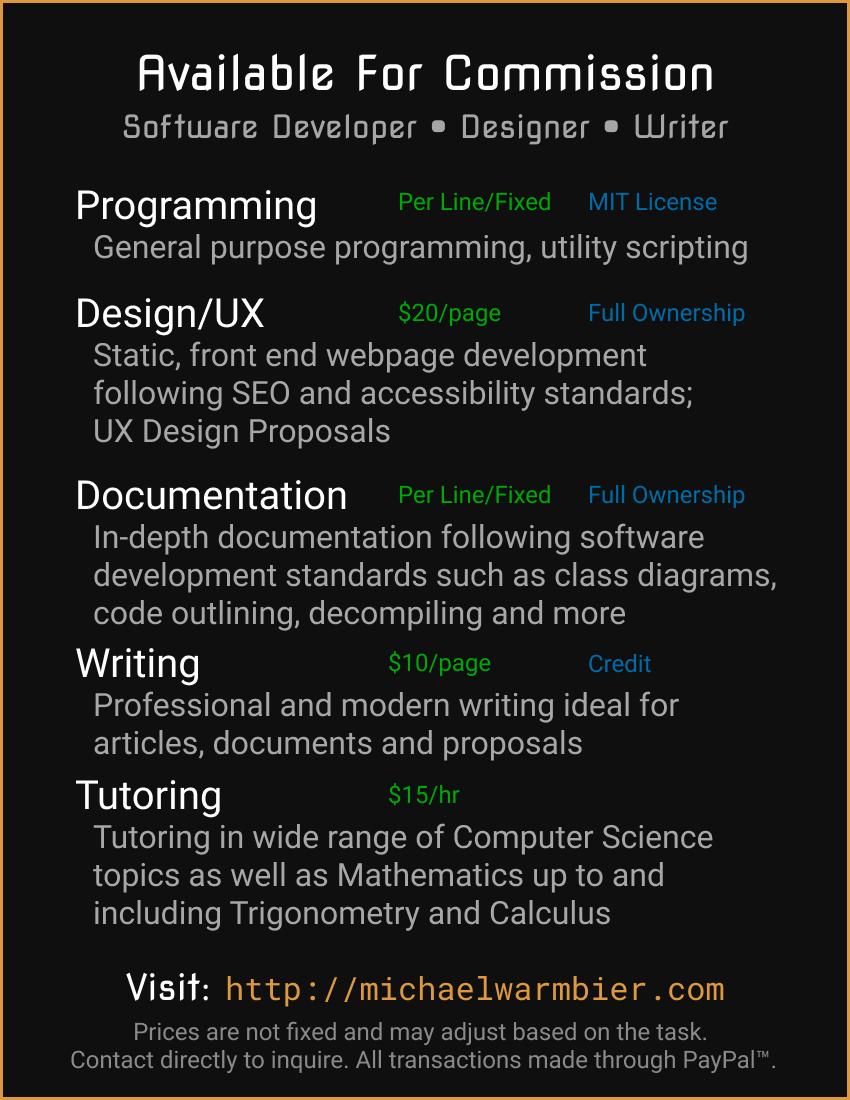 Available For Commission
Software Developer • Designer • Writer
Programming Per Line/Fixed MIT License
General purpose programming, utility scripting
Design/UX $20/page Full Ownership
Static, front end webpage development
following SEO and accessibility standards;
UX Design Proposals
Documentation Per Line/Fixed Full Ownership
In-depth documentation following software
development standards such as class diagrams,
code outlining, decompiling and more
Writing $10/page Credit
Professional and modern writing ideal for
articles, documents and proposals
Tutoring $15/hr
Tutoring in wide range of Computer Science
topics as well as Mathematics up to and
including Trigonometry and Calculus
Visit: http://michaelwarmbier.com
Prices are not fixed and may adjust based on the task.
Contact directly to inquire. All transactions made through PayPal™.